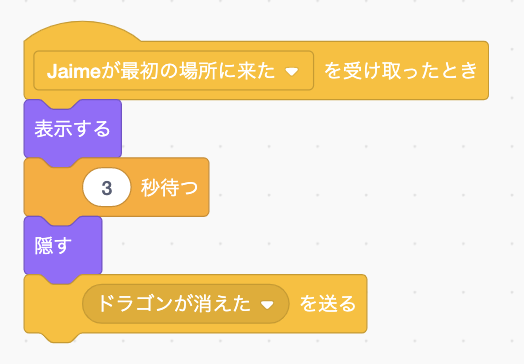 Jaimeが最初の場所に来た を受け取ったとき
表示する
3 秒待つ
隠す
ドラゴンが消えた を送る